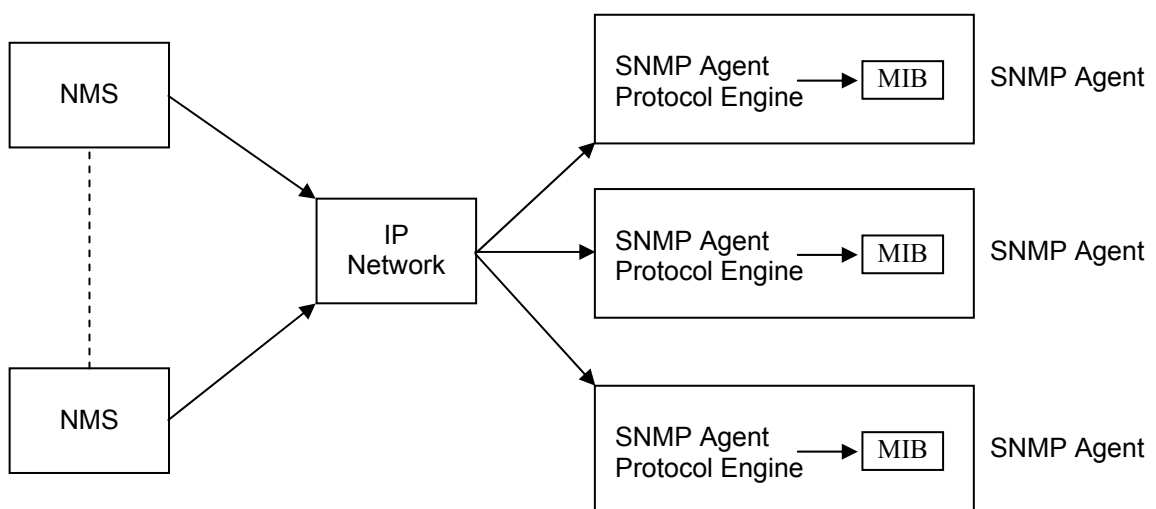 NMS
NMS
IP
Network
SNMP Agent
Protocol Engine
MIB
SNMP Agent
SNMP Agent
Protocol Engine
MIB
SNMP Agent
SNMP Agent
Protocol Engine
MIB
SNMP Agent